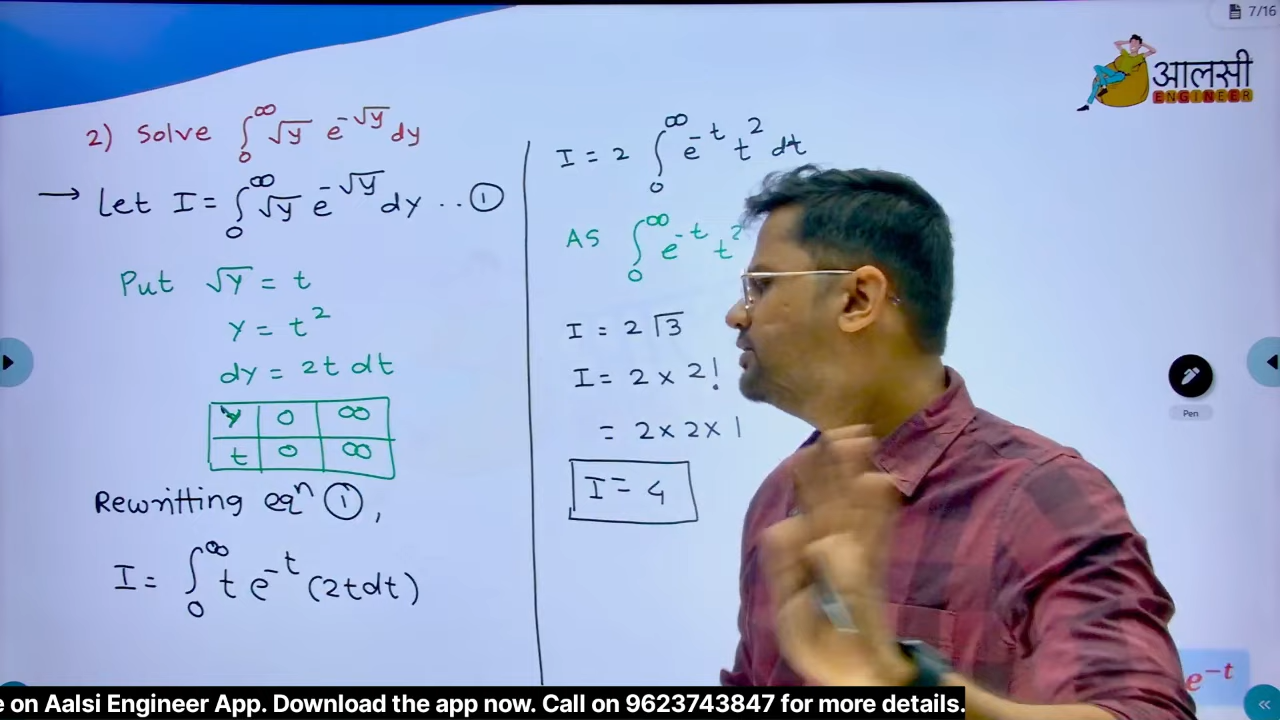 7/16
आलसी
ENGINEER
2) Solve ∫₀^∞ √y e^{-√y} dy
→ Let I = ∫₀^∞ √y e^{-√y} dy .. ①
Put √y = t
y = t²
dy = 2t dt
y 0 ∞
t 0 ∞
Rewritting eqⁿ ①,
I = ∫₀^∞ t e^{-t} (2t dt)
I = 2 ∫₀^∞ e^{-t} t² dt
As ∫₀^∞ e^{-t} t²
I = 2 Γ3
I = 2 × 2!
= 2 × 2 × 1
I = 4
Pen
e^{-t}
e on Aalsi Engineer App. Download the app now. Call on 9623743847 for more details.